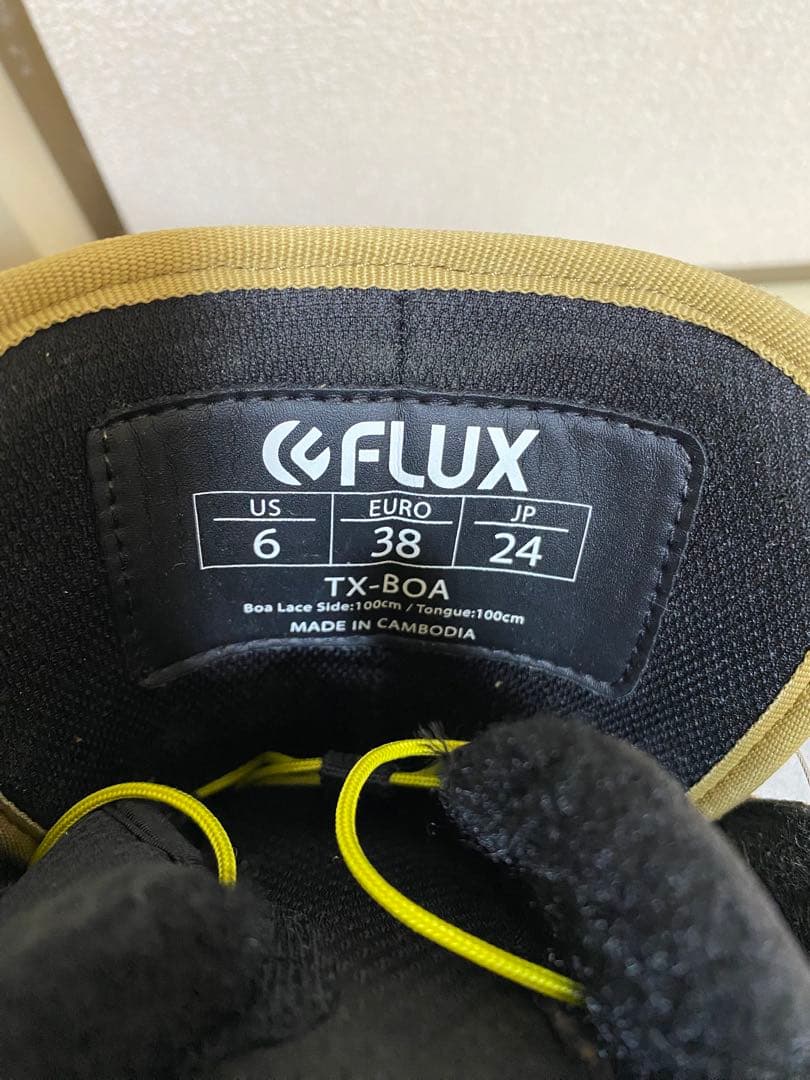 FLUX
US EURO JP
6 38 24
TX-BOA
Boa Lace Side:100cm / Tongue:100cm
MADE IN CAMBODIA